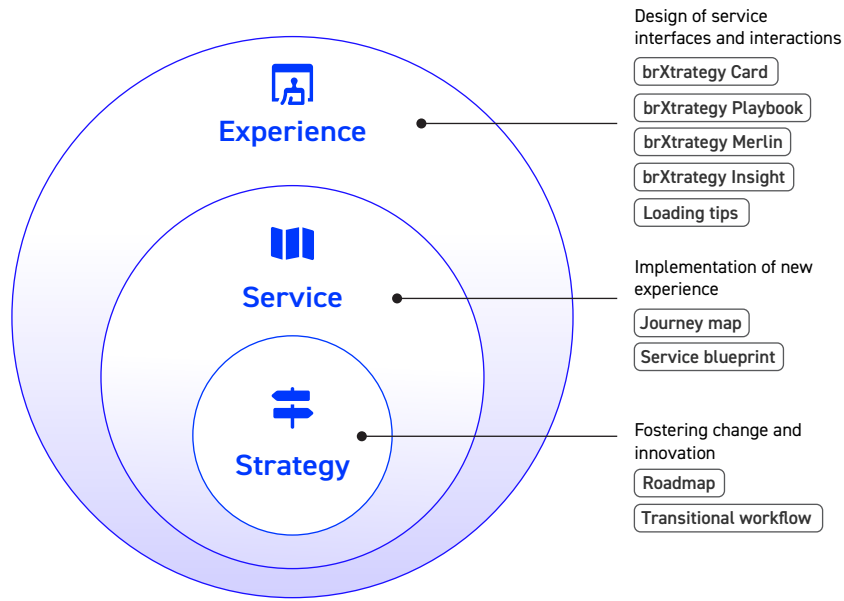 Experience
Design of service
interfaces and interactions
brXtrategy Card
brXtrategy Playbook
brXtrategy Merlin
brXtrategy Insight
Loading tips
Service
Implementation of new
experience
Journey map
Service blueprint
Strategy
Fostering change and
innovation
Roadmap
Transitional workflow